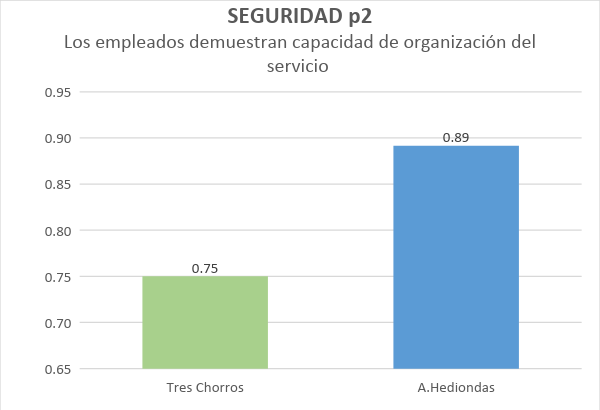 SEGURIDAD p2
Los empleados demuestran capacidad de organización del
servicio
0.95
0.90
0.85
0.80
0.75
0.70
0.65
0.75
0.89
Tres Chorros
A.Hediondas